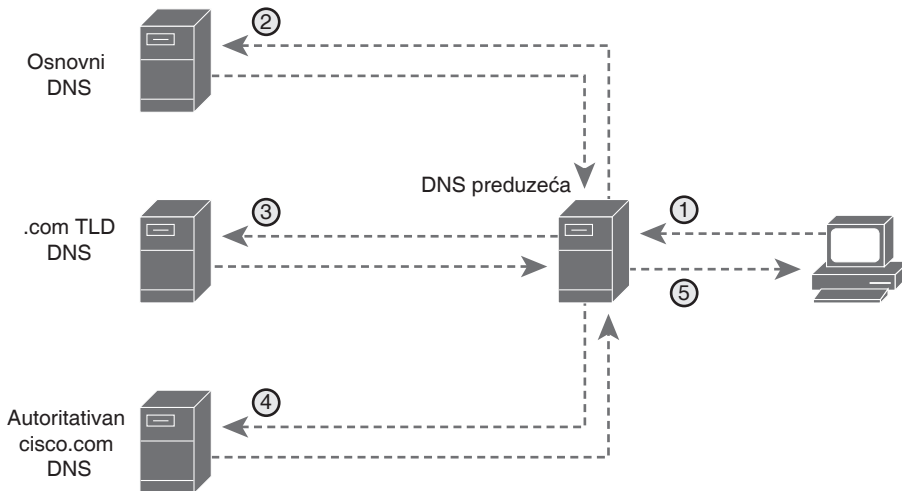 2
Osnovni
DNS
DNS preduzeća
.com TLD
DNS
3
1
5
Autoritativan
cisco.com
DNS
4